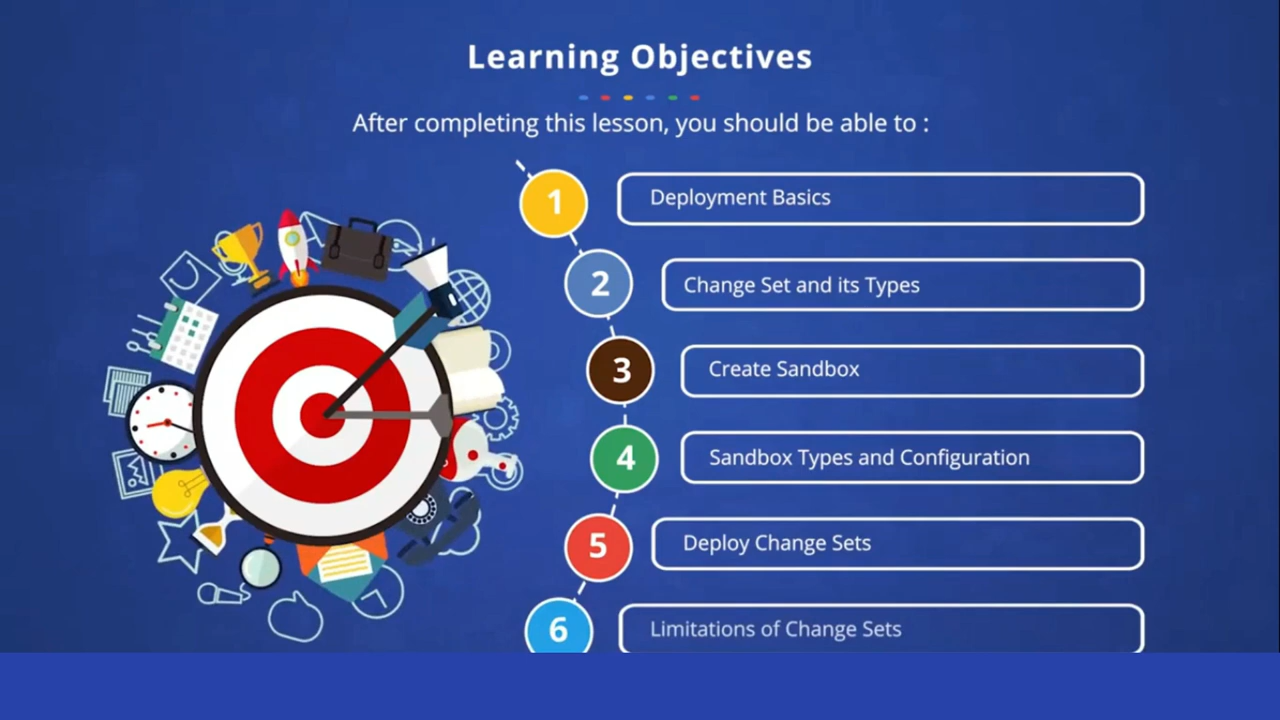 Learning Objectives
After completing this lesson, you should be able to :
1 Deployment Basics
2 Change Set and its Types
3 Create Sandbox
4 Sandbox Types and Configuration
5 Deploy Change Sets
6 Limitations of Change Sets